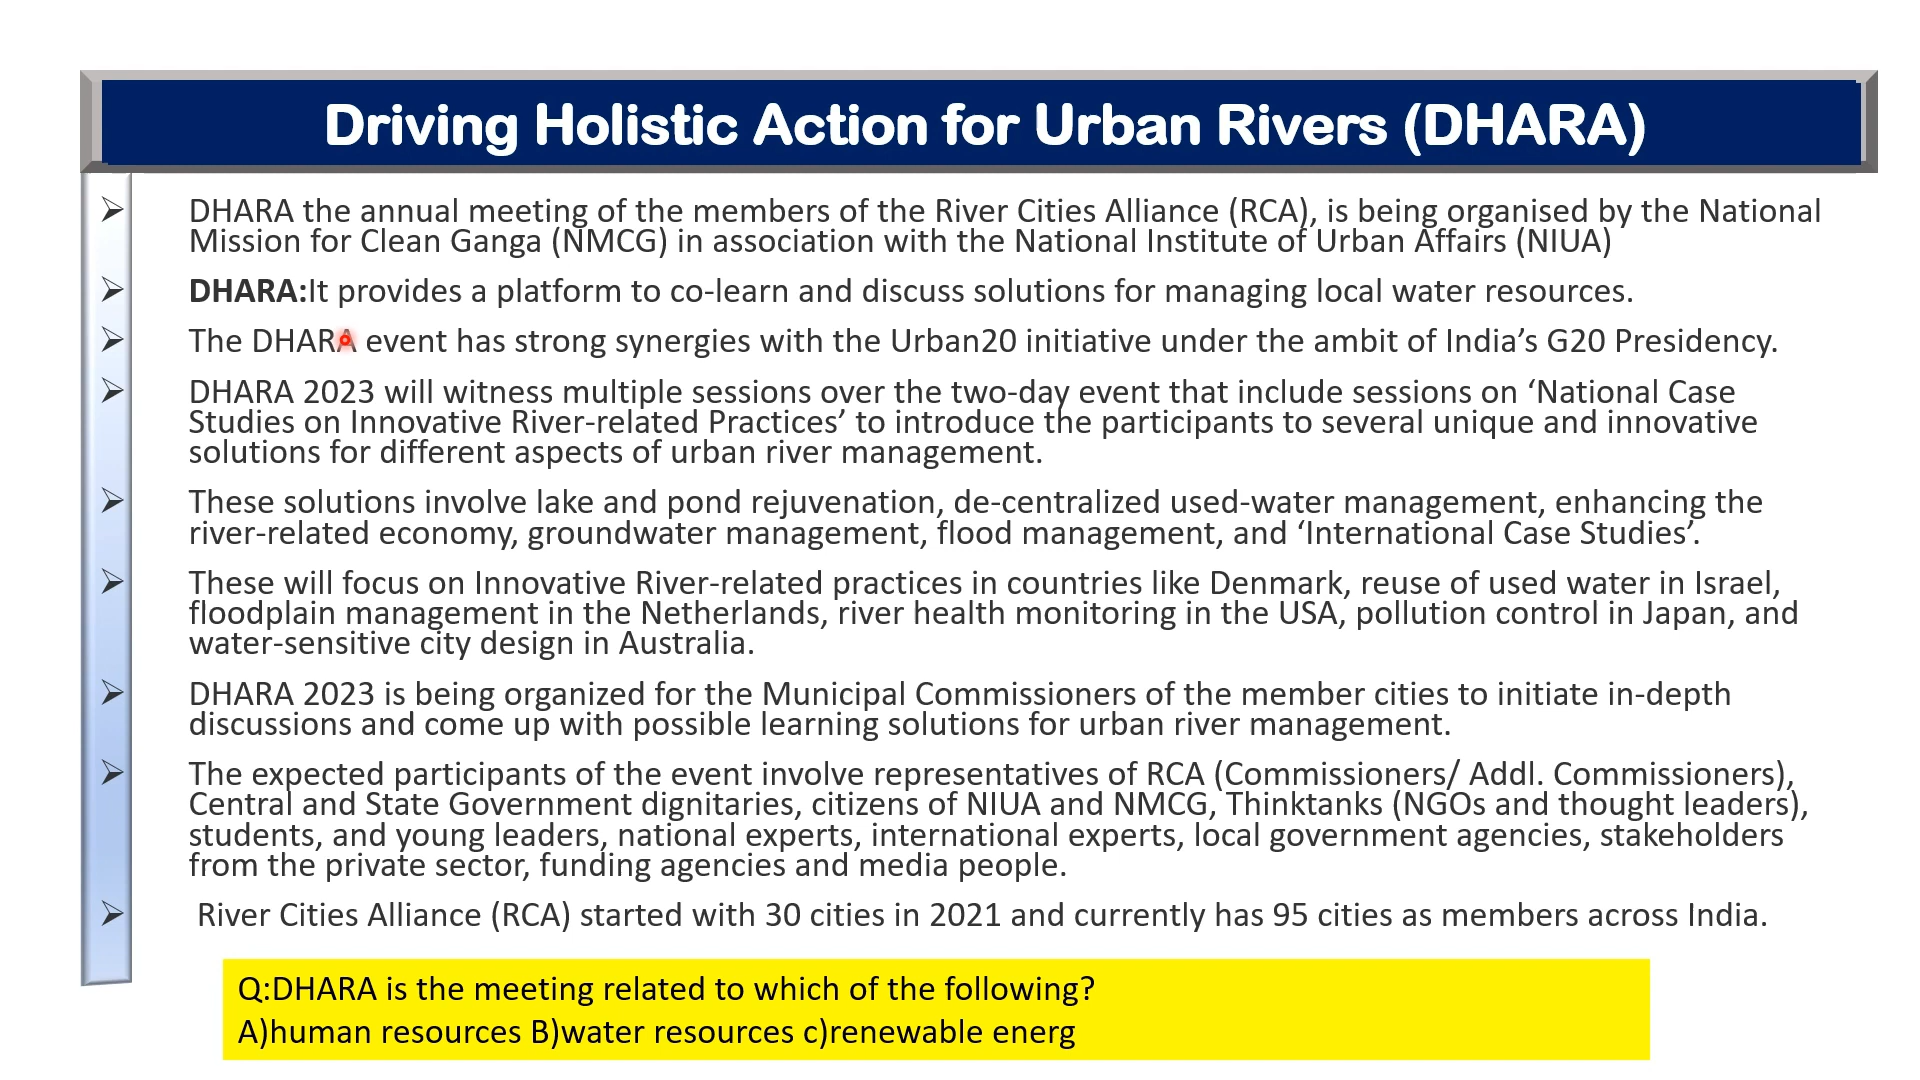 Driving Holistic Action for Urban Rivers (DHARA)
DHARA the annual meeting of the members of the River Cities Alliance (RCA), is being organised by the National
Mission for Clean Ganga (NMCG) in association with the National Institute of Urban Affairs (NIUA)
DHARA:It provides a platform to co-learn and discuss solutions for managing local water resources.
The DHARA event has strong synergies with the Urban20 initiative under the ambit of India’s G20 Presidency.
DHARA 2023 will witness multiple sessions over the two-day event that include sessions on ‘National Case
Studies on Innovative River-related Practices’ to introduce the participants to several unique and innovative
solutions for different aspects of urban river management.
These solutions involve lake and pond rejuvenation, de-centralized used-water management, enhancing the
river-related economy, groundwater management, flood management, and ‘International Case Studies’.
These will focus on Innovative River-related practices in countries like Denmark, reuse of used water in Israel,
floodplain management in the Netherlands, river health monitoring in the USA, pollution control in Japan, and
water-sensitive city design in Australia.
DHARA 2023 is being organized for the Municipal Commissioners of the member cities to initiate in-depth
discussions and come up with possible learning solutions for urban river management.
The expected participants of the event involve representatives of RCA (Commissioners/ Addl. Commissioners),
Central and State Government dignitaries, citizens of NIUA and NMCG, Thinktanks (NGOs and thought leaders),
students, and young leaders, national experts, international experts, local government agencies, stakeholders
from the private sector, funding agencies and media people.
River Cities Alliance (RCA) started with 30 cities in 2021 and currently has 95 cities as members across India.
Q:DHARA is the meeting related to which of the following?
A)human resources B)water resources c)renewable energ